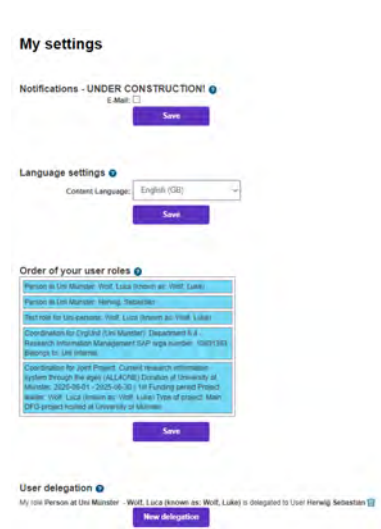 My settings
Notifications - UNDER CONSTRUCTION!
E-Mail:
Save
Language settings
Content Language: English (GB)
Save
Order of your user roles
Person at Uni Münster: Wolf, Luca (known as: Wolf, Luke)
Person at Uni Münster: Herwig, Sebastian
Test role for Uni-persons: Wolf, Luca (known as: Wolf, Luke)
Coordination for OrgUnit (Uni Münster): Department 6.4 -
Research Information Management SAP orga number:
Belongs to: Uni Internal
Coordination for Joint Project: Current research information
system through the ages (ALL4ONE) Duration at University of
Münster: 2020-06-01 - 2025-06-30 | 1st Funding period Project
leader: Wolf, Luca (known as: Wolf, Luke) Type of project: Main
DFG-project hosted at University of Münster
Save
User delegation
My role Person at Uni Münster - Wolf, Luca (known as: Wolf, Luke) is delegated to User Herwig Sebastian
New delegation